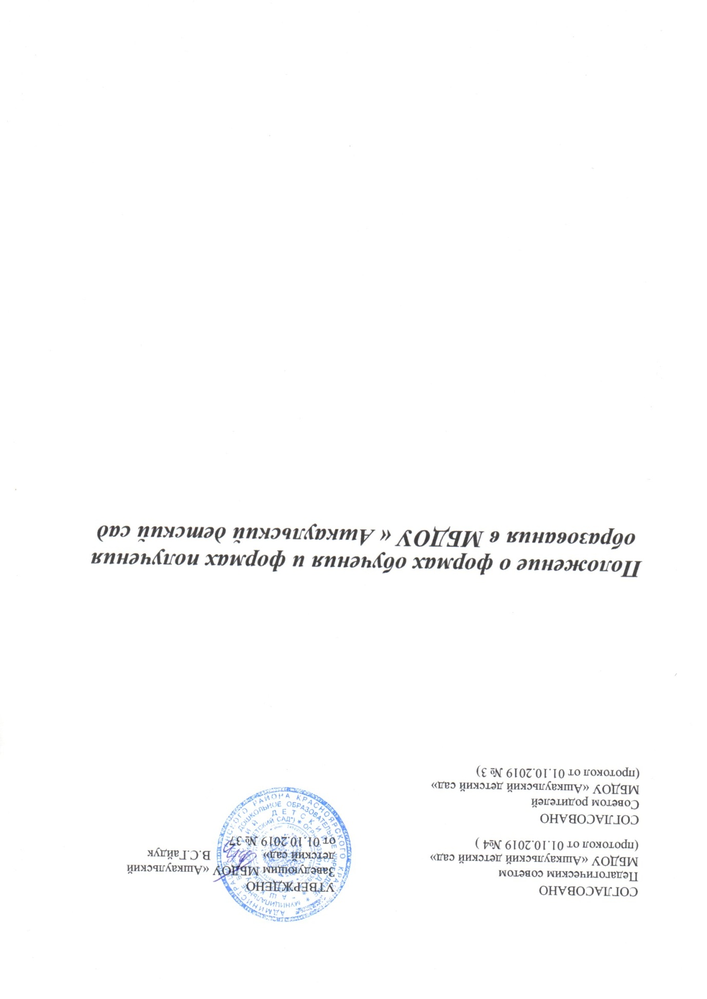 СОГЛАСОВАНО
Педагогическим советом
МБДОУ «Ашкаульский детский сад»
(протокол от 01.10.2019 №4 )
СОГЛАСОВАНО
Советом родителей
МБДОУ «Ашкаульский детский сад»
(протокол от 01.10.2019 № 3)
УТВЕРЖДЕНО
Заведующим МБДОУ «Ашкаульский
детский сад» В.С.Гайдук
от 01.10.2019 № 37
Положение о формах обучения и формах получения
образования в МБДОУ « Ашкаульский детский сад